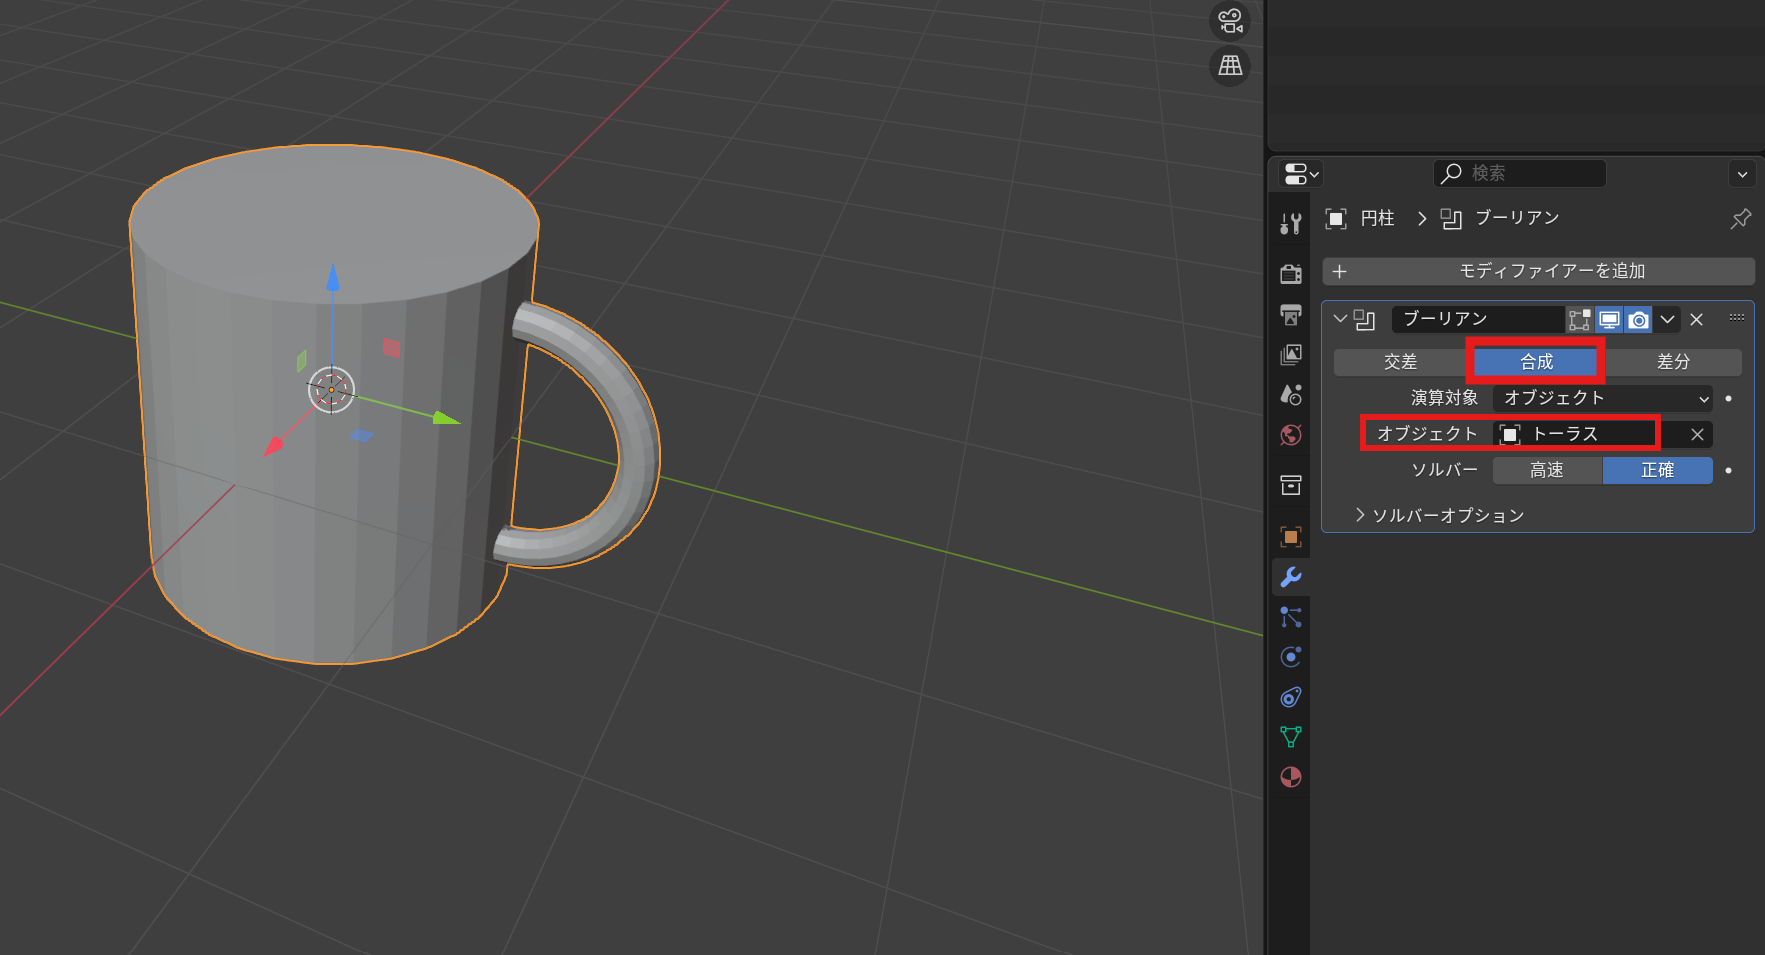 検索
円柱 ブーリアン
モディファイアーを追加
ブーリアン
交差 合成 差分
演算対象 オブジェクト
オブジェクト トーラス
ソルバー 高速 正確
ソルバーオプション